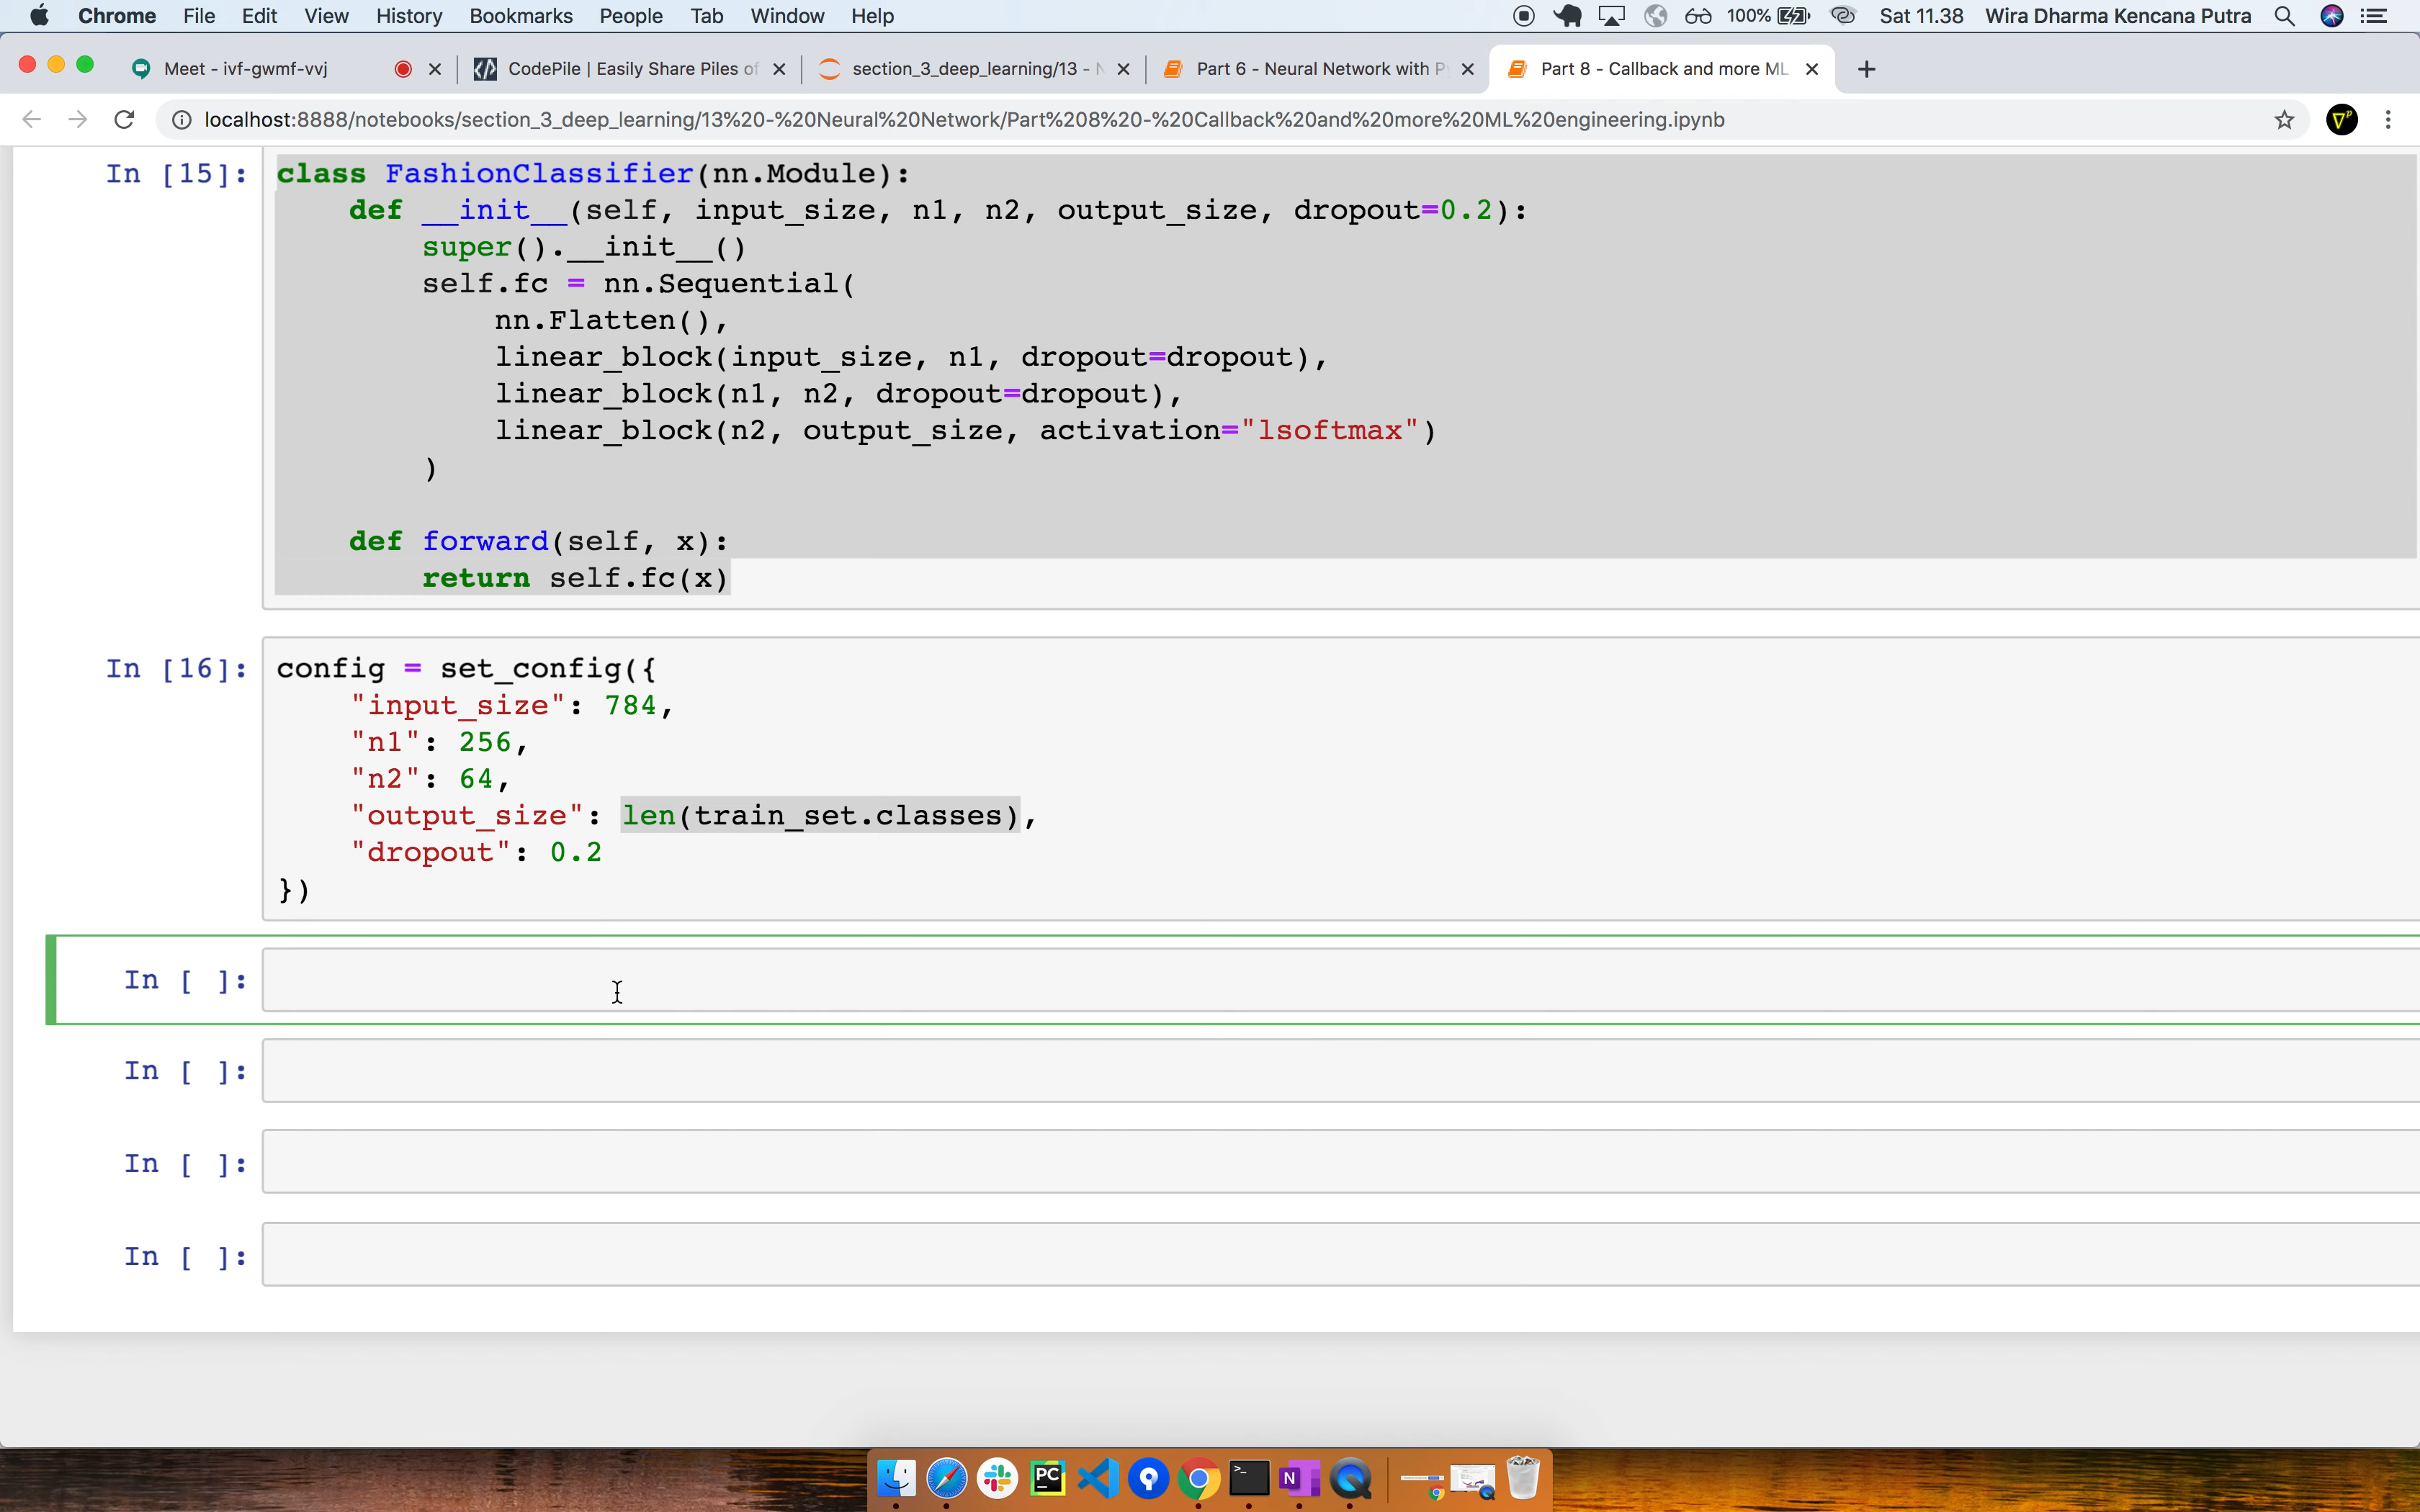 Chrome File Edit View History Bookmarks People Tab Window Help 100% Sat 11.38 Wira Dharma Kencana Putra
Meet - ivf-gwmf-vvj CodePile | Easily Share Piles of section_3_deep_learning/13 - N Part 6 - Neural Network with Py Part 8 - Callback and more ML
localhost:8888/notebooks/section_3_deep_learning/13%20-%20Neural%20Network/Part%208%20-%20Callback%20and%20more%20ML%20engineering.ipynb
In [15]: class FashionClassifier(nn.Module):
def __init__(self, input_size, n1, n2, output_size, dropout=0.2):
super().__init__()
self.fc = nn.Sequential(
nn.Flatten(),
linear_block(input_size, n1, dropout=dropout),
linear_block(n1, n2, dropout=dropout),
linear_block(n2, output_size, activation="lsoftmax")
)
def forward(self, x):
return self.fc(x)
In [16]: config = set_config({
"input_size": 784,
"n1": 256,
"n2": 64,
"output_size": len(train_set.classes),
"dropout": 0.2
})
In [ ]:
In [ ]:
In [ ]:
In [ ]:
PC
N